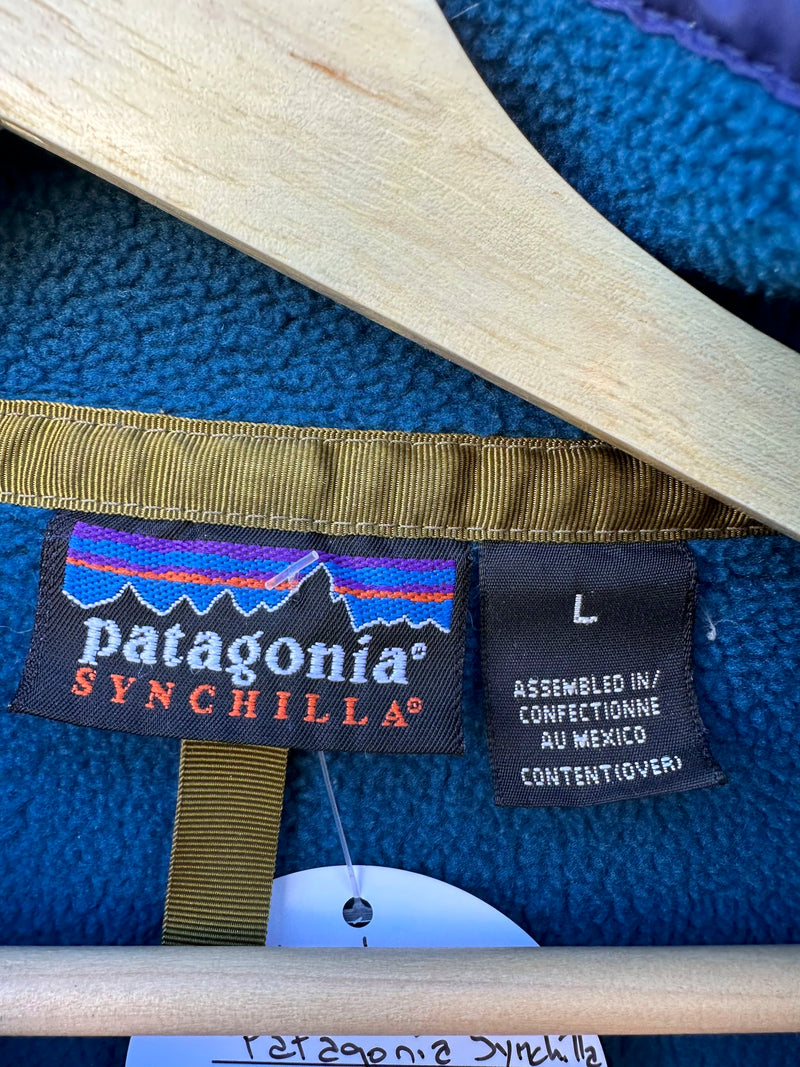 patagonia®
SYNCHILLA®
L
ASSEMBLED IN/
CONFECTIONNE
AU MEXICO
CONTENT(OVER)
Patagonia Synchilla